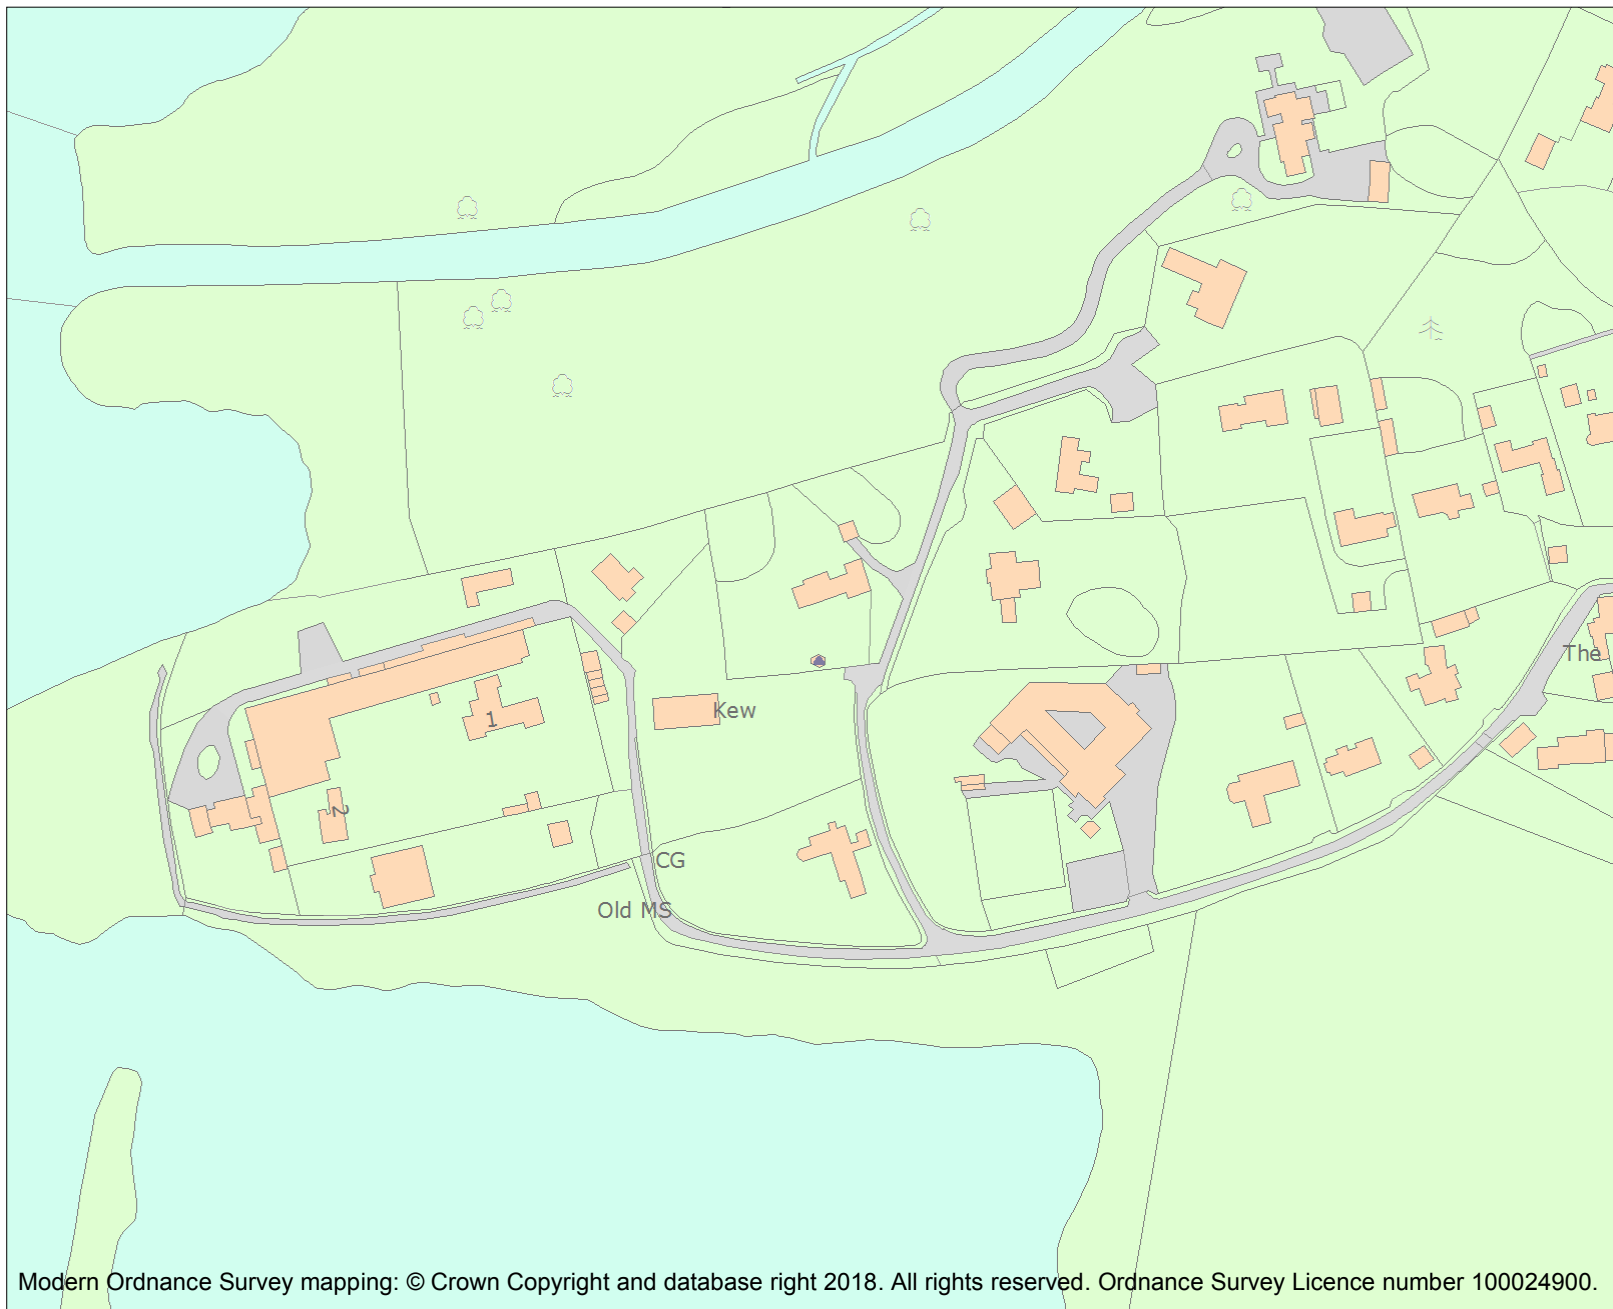 The
Kew
1
2
CG
Old MS
Modern Ordnance Survey mapping: © Crown Copyright and database right 2018. All rights reserved. Ordnance Survey Licence number 100024900.